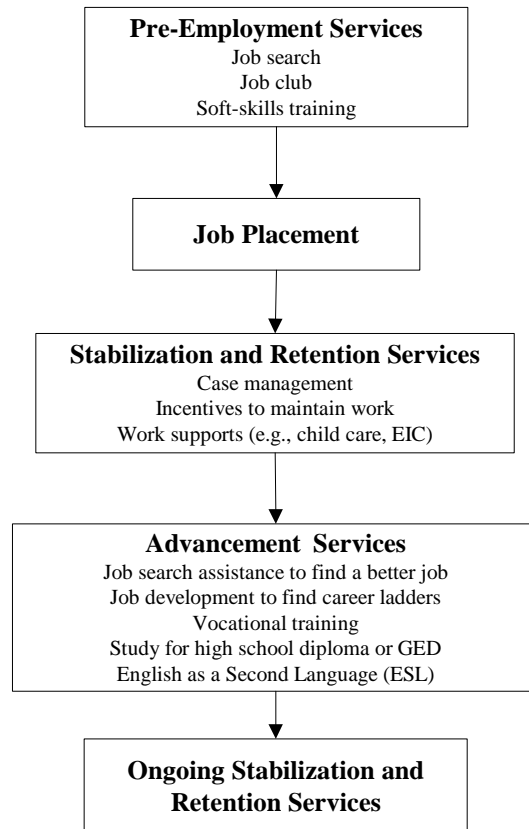 Pre-Employment Services
Job search
Job club
Soft-skills training
Job Placement
Stabilization and Retention Services
Case management
Incentives to maintain work
Work supports (e.g., child care, EIC)
Advancement Services
Job search assistance to find a better job
Job development to find career ladders
Vocational training
Study for high school diploma or GED
English as a Second Language (ESL)
Ongoing Stabilization and
Retention Services